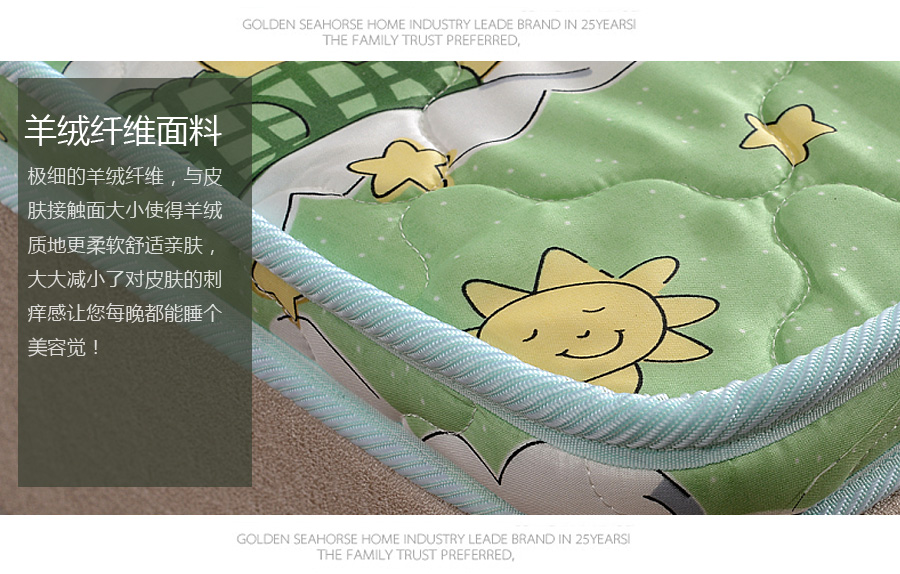 GOLDEN SEAHORSE HOME INDUSTRY LEADE BRAND IN 25YEARS!
THE FAMILY TRUST PREFERRED,
羊绒纤维面料
极细的羊绒纤维，与皮
肤接触面大小使得羊绒
质地更柔软舒适亲肤，
大大减小了对皮肤的刺
痒感让您每晚都能睡个
美容觉！
GOLDEN SEAHORSE HOME INDUSTRY LEADE BRAND IN 25YEARS!
THE FAMILY TRUST PREFERRED,